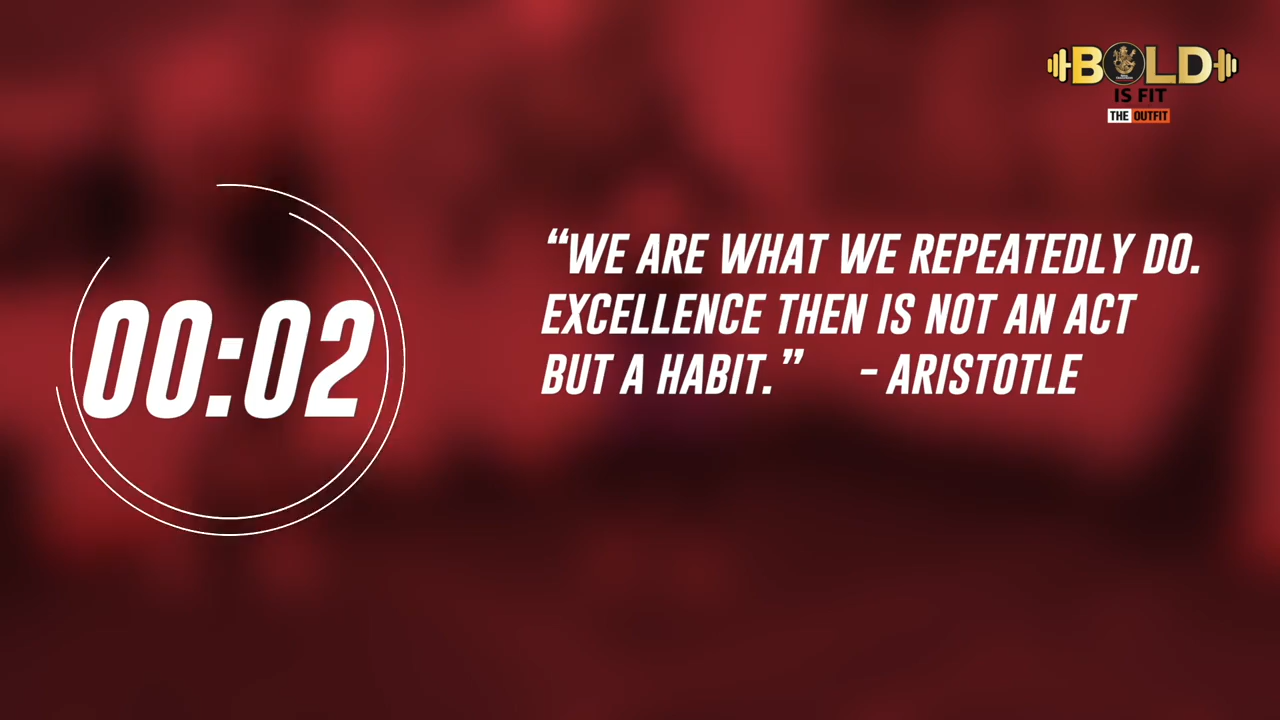 BOLD
IS FIT
THE OUTFIT
00:02
“WE ARE WHAT WE REPEATEDLY DO.
EXCELLENCE THEN IS NOT AN ACT
BUT A HABIT.” - ARISTOTLE